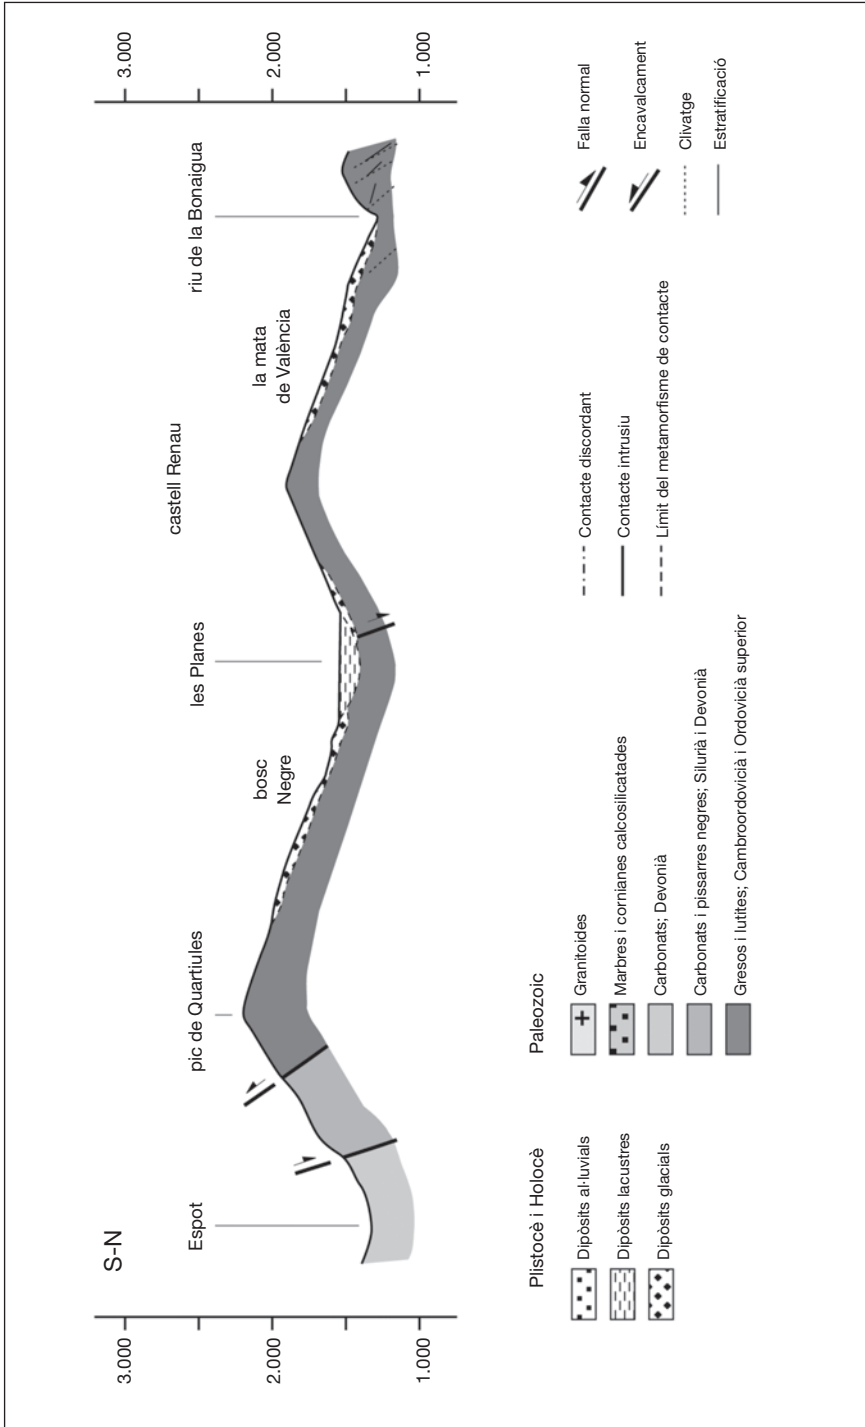 S-N
3.000
2.000
1.000
3.000
2.000
1.000
Espot
pic de Quartiules
bosc
Negre
les Planes
castell Renau
la mata
de València
riu de la Bonaigua
Plistocè i Holocè
Dipòsits al·luvials
Dipòsits lacustres
Dipòsits glacials
Paleozoic
Granitoides
Marbres i cornianes calcosilicatades
Carbonats; Devonià
Carbonats i pissarres negres; Silurià i Devonià
Gresos i lutites; Cambroordovicià i Ordovicià superior
Contacte discordant
Contacte intrusiu
Límit del metamorfisme de contacte
Falla normal
Encavalcament
Clivatge
Estratificació